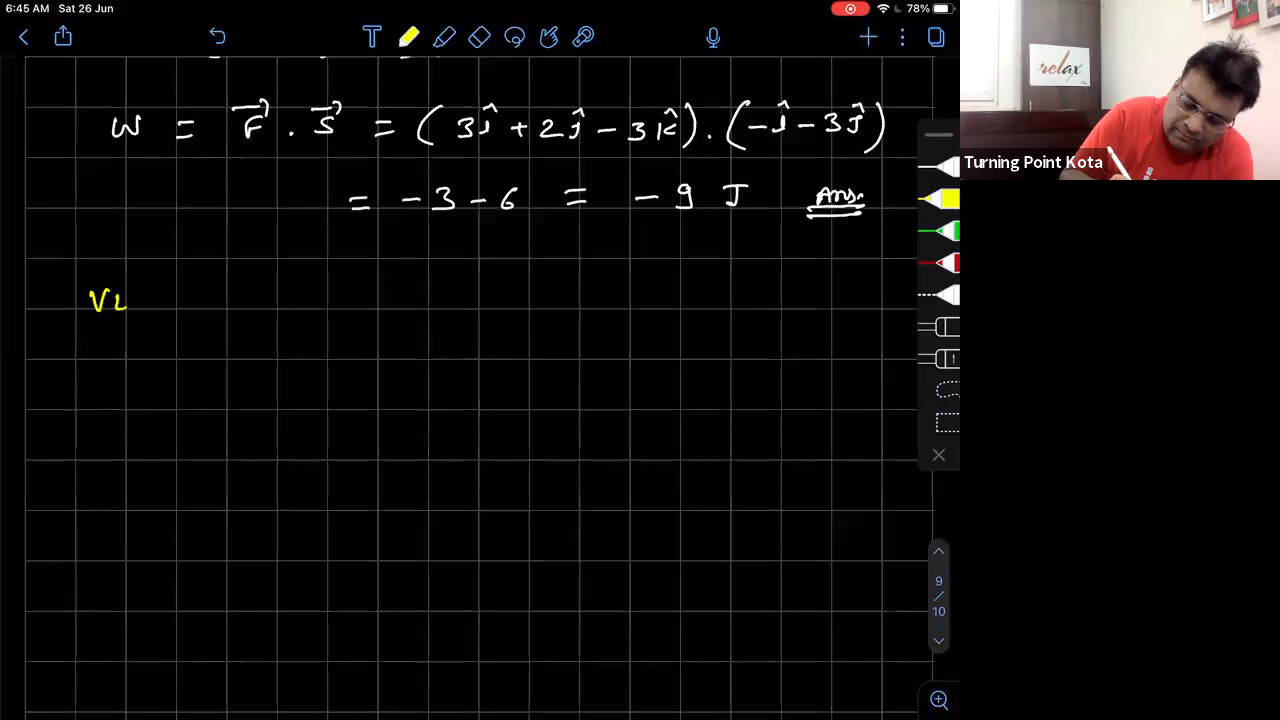 6:45 AM Sat 26 Jun 78%
W = F⃗ . S⃗ = (3î + 2ĵ - 3k̂) . (-î - 3ĵ)
= -3 - 6 = -9 J Ans.
VL
relax
Turning Point Kota
9
/
10